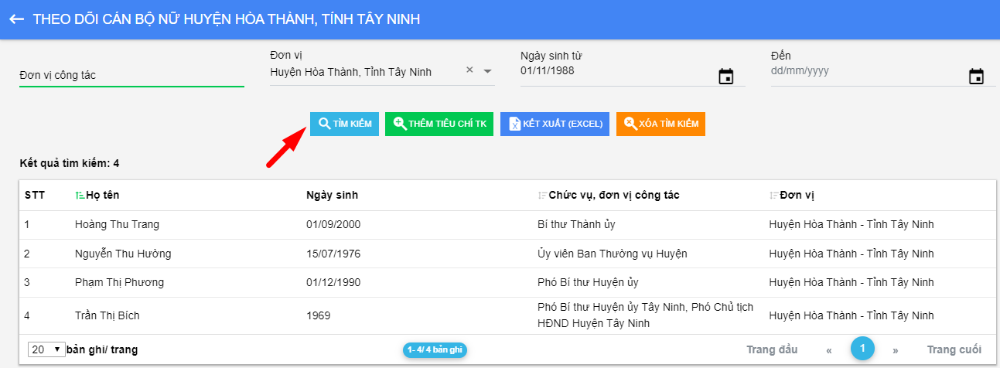 THEO DÕI CÁN BỘ NỮ HUYỆN HÒA THÀNH, TỈNH TÂY NINH
Đơn vị công tác
Đơn vị
Huyện Hòa Thành, Tỉnh Tây Ninh
Ngày sinh từ
01/11/1988
Đến
dd/mm/yyyy
TÌM KIẾM
THÊM TIÊU CHÍ TK
KẾT XUẤT (EXCEL)
XÓA TÌM KIẾM
Kết quả tìm kiếm: 4
STT Họ tên Ngày sinh Chức vụ, đơn vị công tác Đơn vị
1 Hoàng Thu Trang 01/09/2000 Bí thư Thành ủy Huyện Hòa Thành - Tỉnh Tây Ninh
2 Nguyễn Thu Hường 15/07/1976 Ủy viên Ban Thường vụ Huyện Huyện Hòa Thành - Tỉnh Tây Ninh
3 Phạm Thị Phương 01/12/1990 Phó Bí thư Huyện ủy Huyện Hòa Thành - Tỉnh Tây Ninh
4 Trần Thị Bích 1969 Phó Bí thư Huyện ủy Tây Ninh, Phó Chủ tịch
HĐND Huyện Tây Ninh Huyện Hòa Thành - Tỉnh Tây Ninh
20 bản ghi/ trang 1- 4/ 4 bản ghi Trang đầu « 1 » Trang cuối